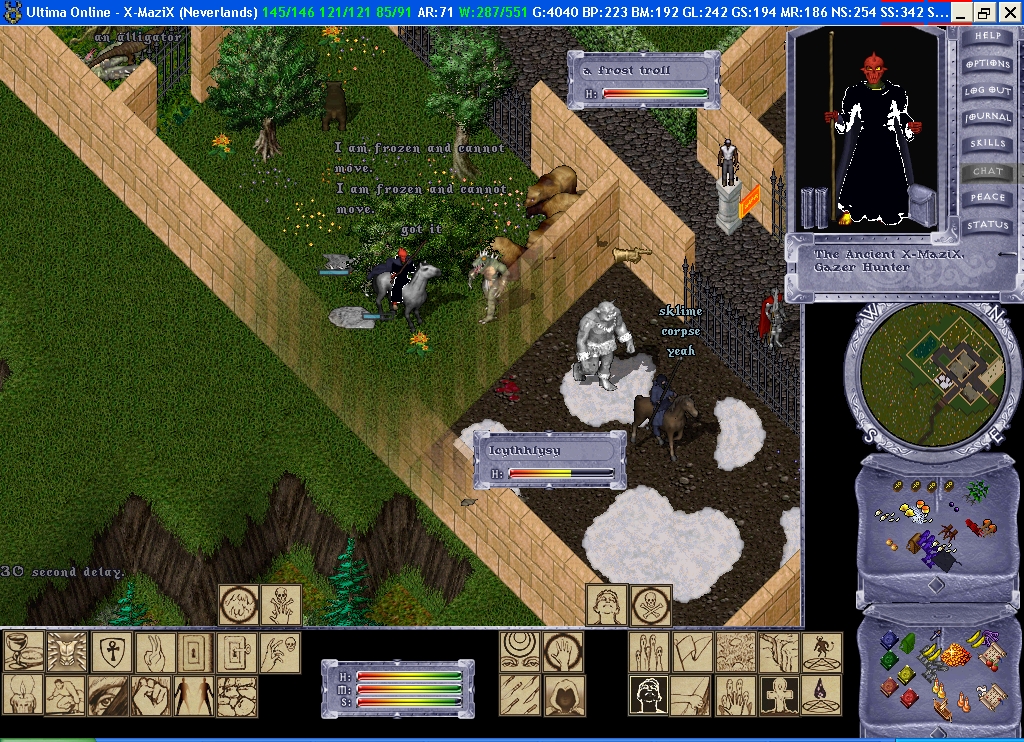 Ultima Online - X-MaziX (Neverlands) 145/146 121/121 85/91 AR:71 W:287/551 G:4040 BP:223 BM:192 GL:242 GS:194 MR:186 NS:254 SS:342 S...
an alligator
a frost troll
H:
I am frozen and cannot
move.
I am frozen and cannot
move.
got it
sklime
corpse
yeah
Icythhlysy
H:
30 second delay.
H:
M:
S:
HELP
OPTIONS
LOG OUT
JOURNAL
SKILLS
CHAT
PEACE
STATUS
The Ancient X-MaziX,
Gazer Hunter
W
N
S
E